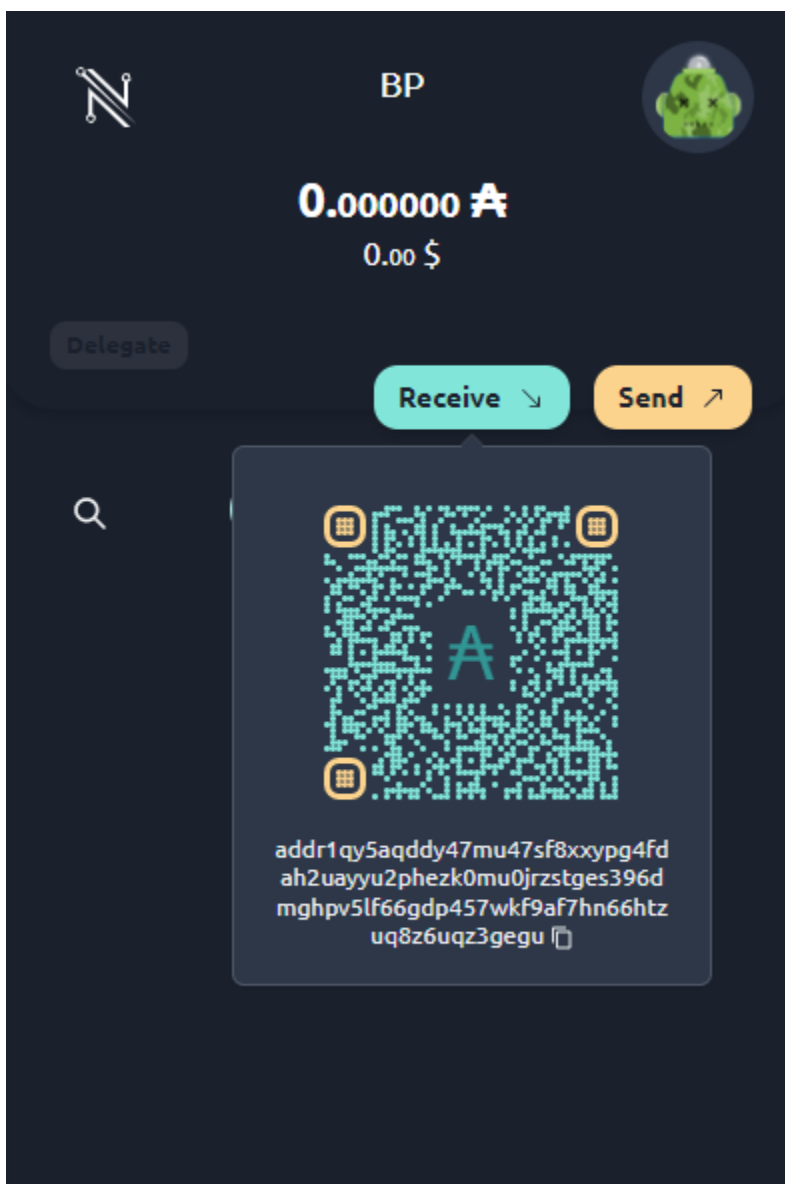 BP
0.000000 ₳
0.00 $
Delegate
Receive
Send
addr1qy5aqddy47mu47sf8xxypg4fd
ah2uayyu2phezk0mu0jrzstges396d
mghpv5lf66gdp457wkf9af7hn66htz
uq8z6uqz3gegu